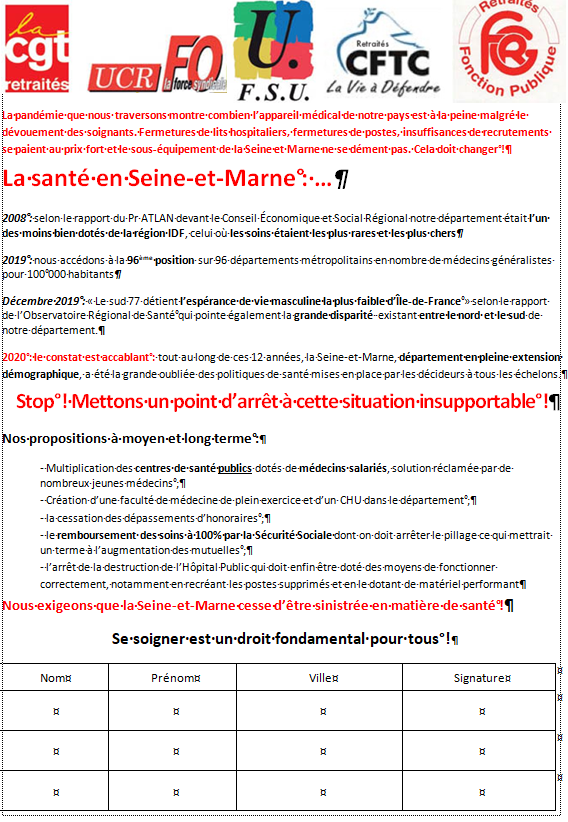 la
cgt
retraités
UCR
FO
la force syndicale
U.
F.S.U.
Retraités
CFTC
La Vie à Défendre
Retraités
FGR
Fonction Publique
La pandémie que nous traversons montre combien l'appareil médical de notre pays est à la peine malgré le
dévouement des soignants. Fermetures de lits hospitaliers, fermetures de postes, insuffisances de recrutements
se paient au prix fort et le sous-équipement de la Seine et Marne ne se dément pas. Cela doit changer°!¶
La santé en Seine-et-Marne°: ... ¶
2008°: selon le rapport du Pr ATLAN devant le Conseil Économique et Social Régional notre département était l'un
des moins bien dotés de la région IDF, celui où les soins étaient les plus rares et les plus chers¶
2019°: nous accédons à la 96ème position sur 96 départements métropolitains en nombre de médecins généralistes
pour 100°000 habitants¶
Décembre 2019°: « Le sud 77 détient l'espérance de vie masculine la plus faible d'Île-de-France°» selon le rapport
de l'Observatoire Régional de Santé°qui pointe également la grande disparité existant entre le nord et le sud de
notre département.¶
2020°: le constat est accablant°: tout au long de ces 12 années, la Seine-et-Marne, département en pleine extension
démographique, a été la grande oubliée des politiques de santé mises en place par les décideurs à tous les échelons.¶
Stop°! Mettons un point d'arrêt à cette situation insupportable°!¶
Nos propositions à moyen et long terme°:¶
- Multiplication des centres de santé publics dotés de médecins salariés, solution réclamée par de
nombreux jeunes médecins°;¶
- Création d'une faculté de médecine de plein exercice et d'un CHU dans le département°;¶
- la cessation des dépassements d'honoraires°;¶
- le remboursement des soins à 100% par la Sécurité Sociale dont on doit arrêter le pillage ce qui mettrait
un terme à l'augmentation des mutuelles°;¶
- l'arrêt de la destruction de l'Hôpital Public qui doit enfin être doté des moyens de fonctionner
correctement, notamment en recréant les postes supprimés et en le dotant de matériel performant¶
Nous exigeons que la Seine-et-Marne cesse d'être sinistrée en matière de santé°!¶
Se soigner est un droit fondamental pour tous°!¶
Nom¤ Prénom¤ Ville¤ Signature¤ ¤
¤ ¤ ¤ ¤ ¤
¤ ¤ ¤ ¤ ¤
¤ ¤ ¤ ¤ ¤